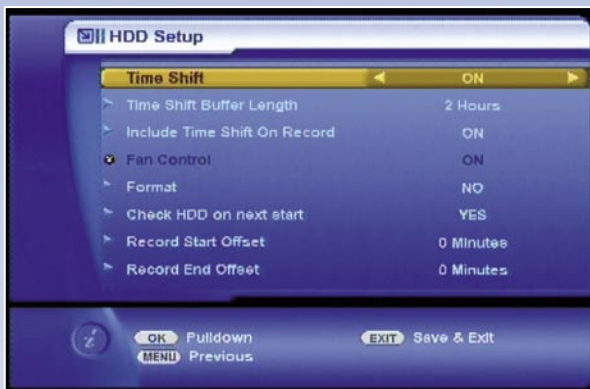 HDD Setup
Time Shift ON
Time Shift Buffer Length 2 Hours
Include Time Shift On Record ON
Fan Control ON
Format NO
Check HDD on next start YES
Record Start Offset 0 Minutes
Record End Offset 0 Minutes
OK Pulldown EXIT Save & Exit
MENU Previous